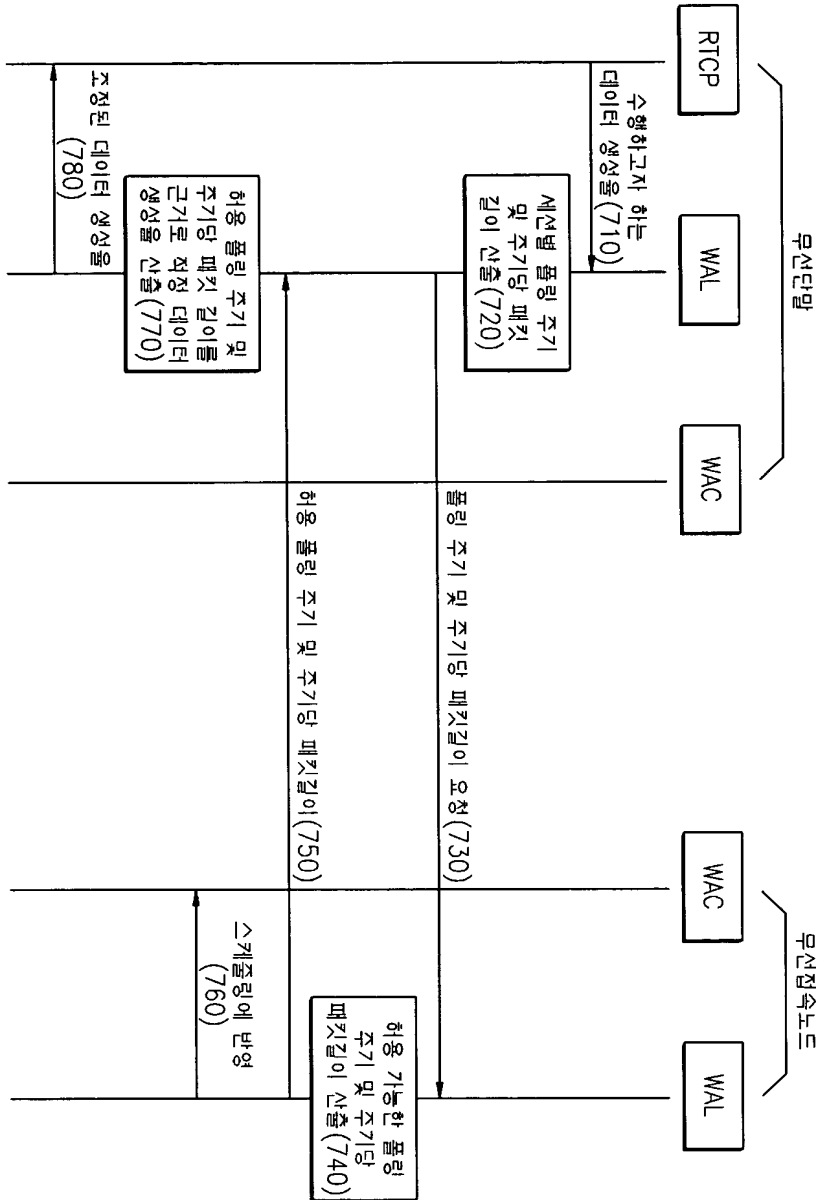 무선단말
무선접속노드
RTCP
WAL
WAC
WAC
WAL
수행하고자 하는
데이터 생성율(710)
세션별 폴링 주기
및 주기당 패킷
길이 산출(720)
폴링 주기 및 주기당 패킷길이 요청(730)
허용 가능한 폴링
주기 및 주기당
패킷길이 산출(740)
허용 폴링 주기 및 주기당 패킷길이(750)
스케줄링에 반영
(760)
허용 폴링 주기 및
주기당 패킷 길이를
근거로 적정 데이터
생성율 산출(770)
조정된 데이터 생성율
(780)